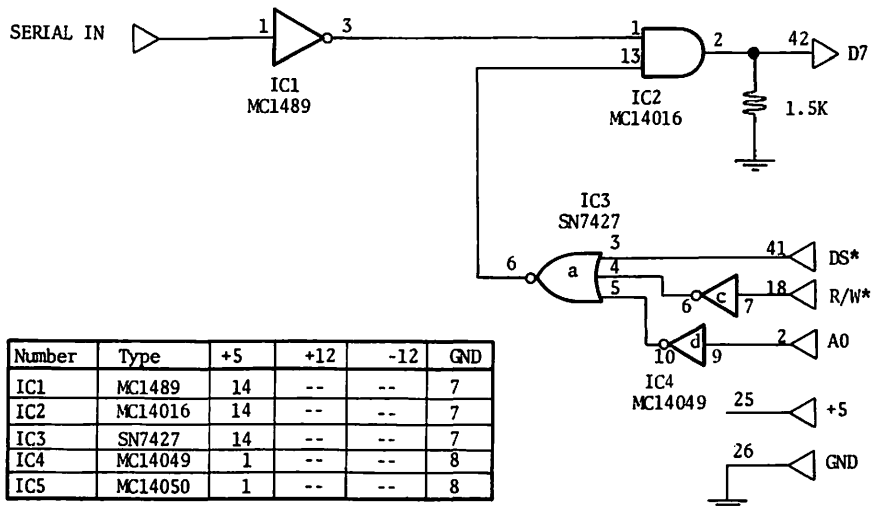 SERIAL IN
1
3
IC1
MC1489
1
13
2
IC2
MC14016
42
D7
1.5K
IC3
SN7427
6
a
3
4
5
41
DS*
6
c
7
18
R/W*
10
d
9
2
A0
IC4
MC14049
25
+5
26
GND
Number Type +5 +12 -12 GND
IC1 MC1489 14 -- -- 7
IC2 MC14016 14 -- -- 7
IC3 SN7427 14 -- -- 7
IC4 MC14049 1 -- -- 8
IC5 MC14050 1 -- -- 8